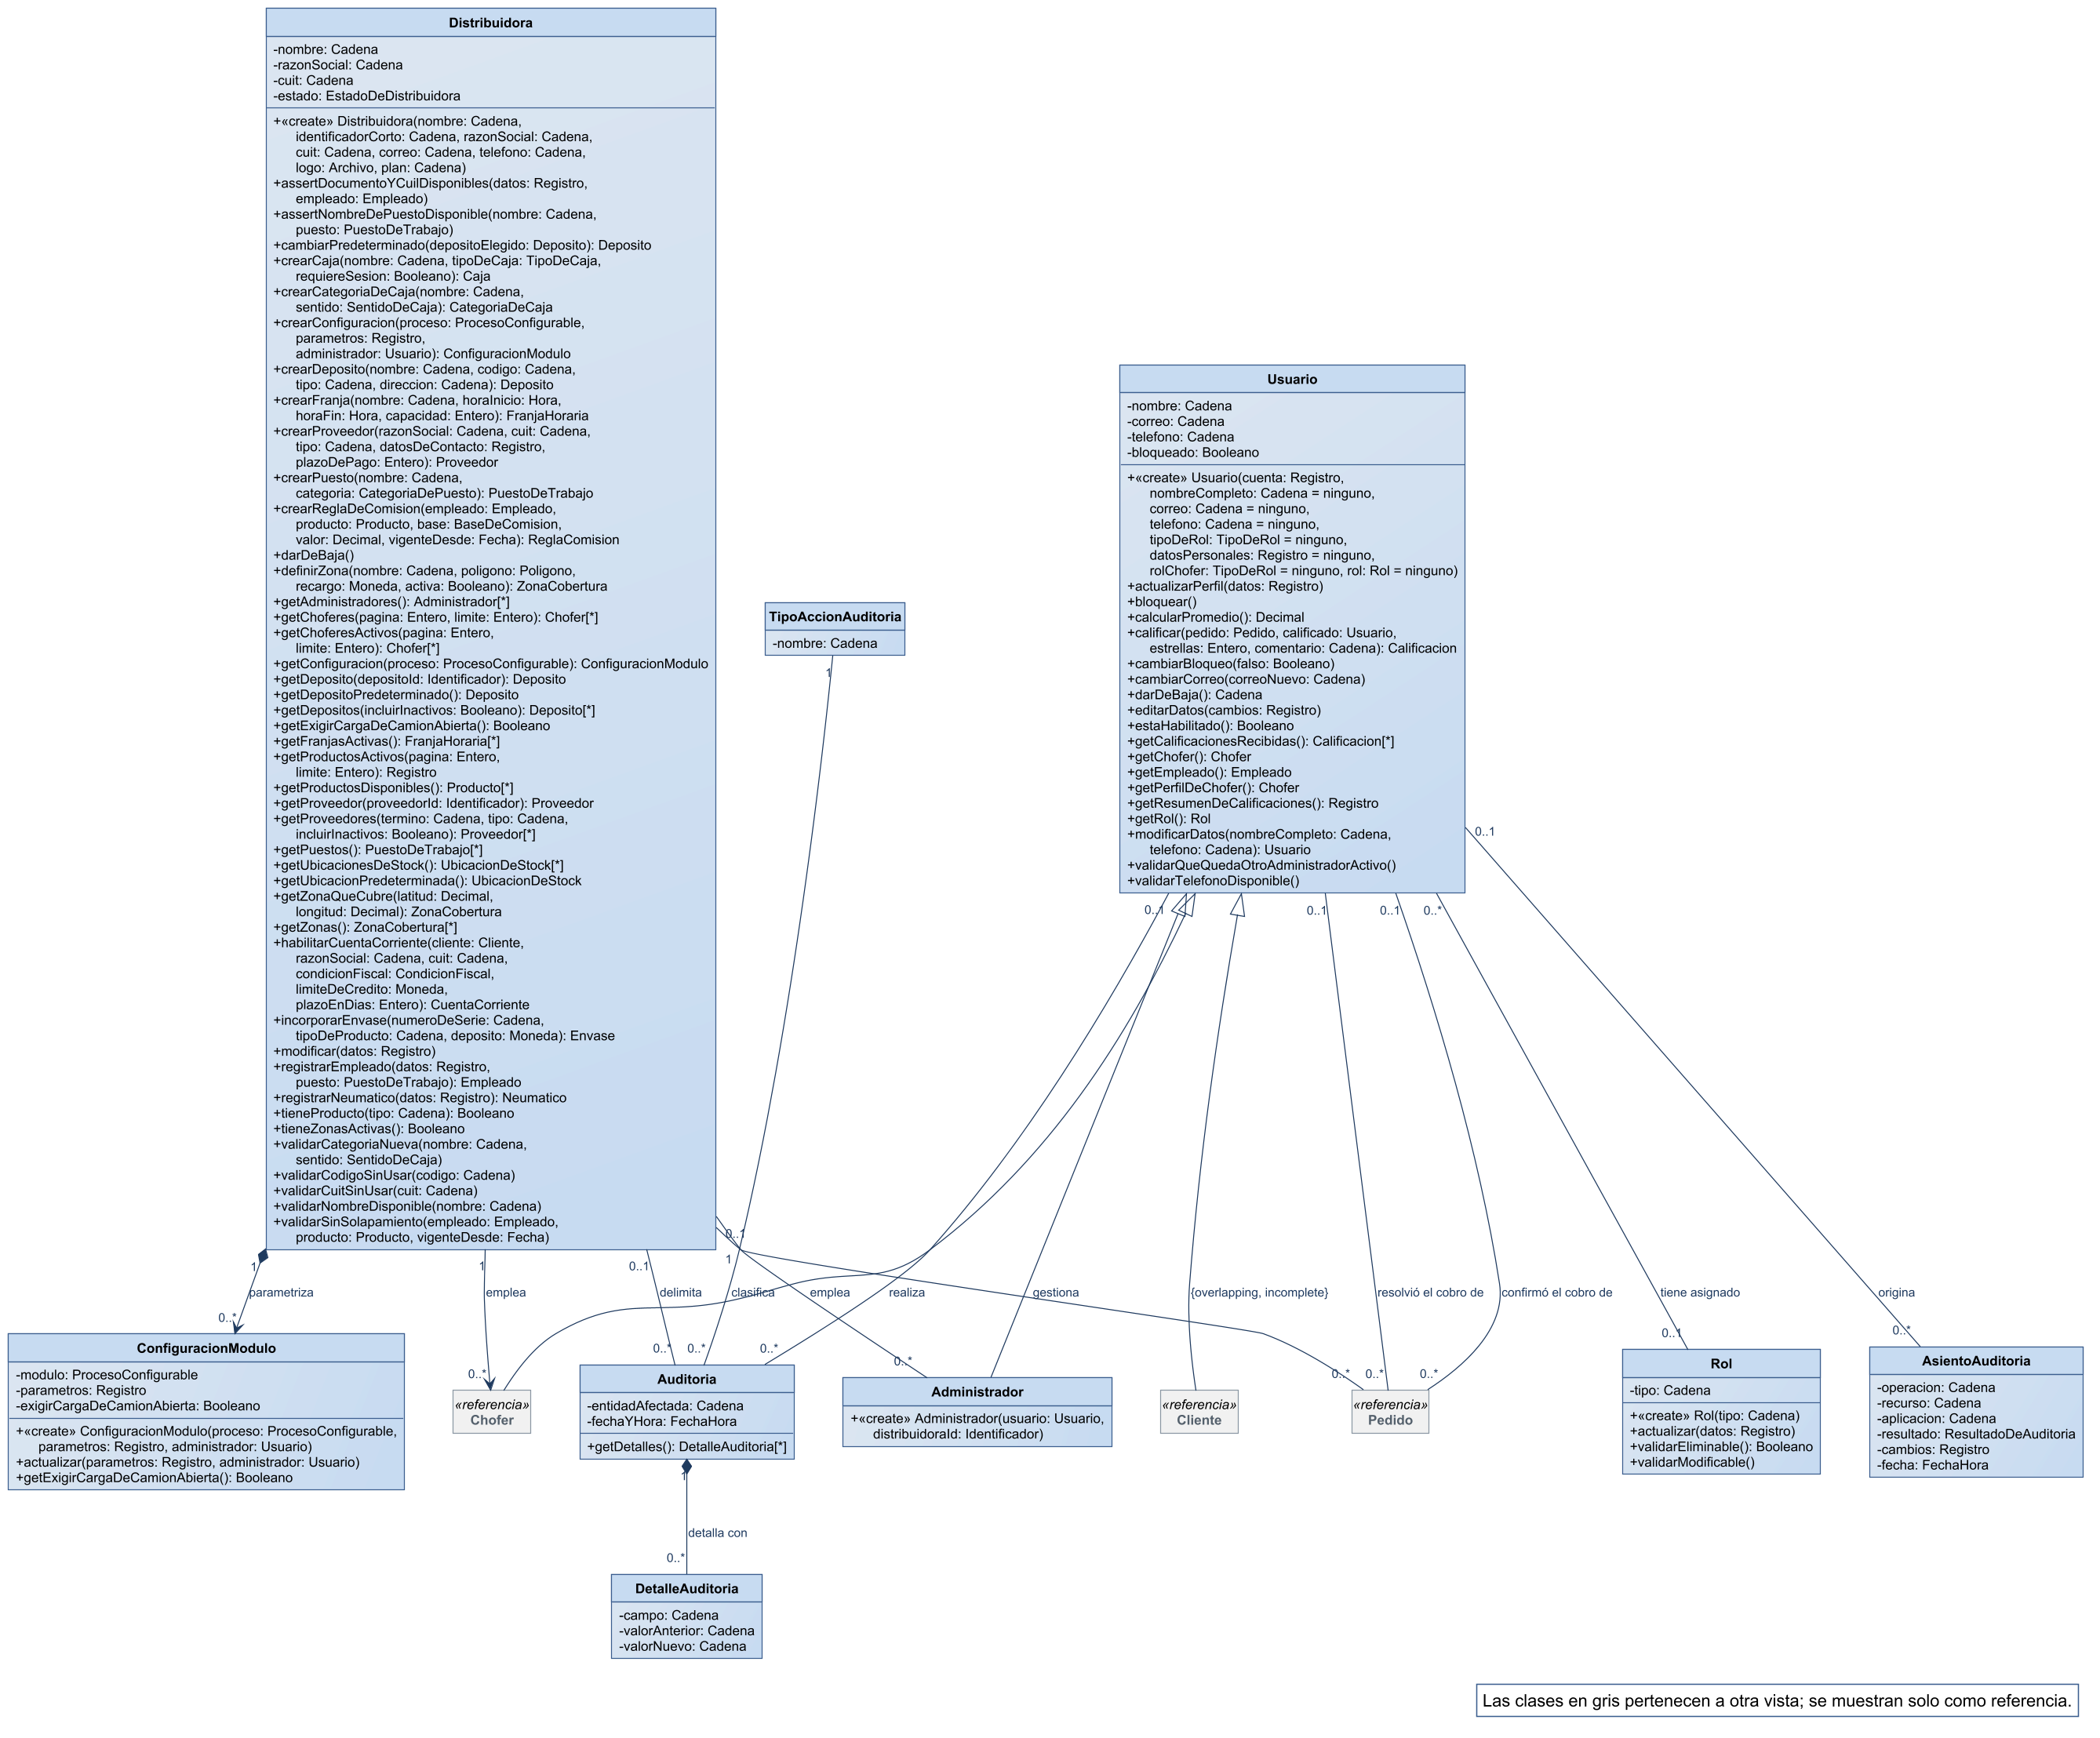 Distribuidora
-nombre: Cadena
-razonSocial: Cadena
-cuit: Cadena
-estado: EstadoDeDistribuidora
+«create» Distribuidora(nombre: Cadena,
identificadorCorto: Cadena, razonSocial: Cadena,
cuit: Cadena, correo: Cadena, telefono: Cadena,
logo: Archivo, plan: Cadena)
+assertDocumentoYCuilDisponibles(datos: Registro,
empleado: Empleado)
+assertNombreDePuestoDisponible(nombre: Cadena,
puesto: PuestoDeTrabajo)
+cambiarPredeterminado(depositoElegido: Deposito): Deposito
+crearCaja(nombre: Cadena, tipoDeCaja: TipoDeCaja,
requiereSesion: Booleano): Caja
+crearCategoriaDeCaja(nombre: Cadena,
sentido: SentidoDeCaja): CategoriaDeCaja
+crearConfiguracion(proceso: ProcesoConfigurable,
parametros: Registro,
administrador: Usuario): ConfiguracionModulo
+crearDeposito(nombre: Cadena, codigo: Cadena,
tipo: Cadena, direccion: Cadena): Deposito
+crearFranja(nombre: Cadena, horaInicio: Hora,
horaFin: Hora, capacidad: Entero): FranjaHoraria
+crearProveedor(razonSocial: Cadena, cuit: Cadena,
tipo: Cadena, datosDeContacto: Registro,
plazoDePago: Entero): Proveedor
+crearPuesto(nombre: Cadena,
categoria: CategoriaDePuesto): PuestoDeTrabajo
+crearReglaDeComision(empleado: Empleado,
producto: Producto, base: BaseDeComision,
valor: Decimal, vigenteDesde: Fecha): ReglaComision
+darDeBaja()
+definirZona(nombre: Cadena, poligono: Poligono,
recargo: Moneda, activa: Booleano): ZonaCobertura
+getAdministradores(): Administrador[*]
+getChoferes(pagina: Entero, limite: Entero): Chofer[*]
+getChoferesActivos(pagina: Entero,
limite: Entero): Chofer[*]
+getConfiguracion(proceso: ProcesoConfigurable): ConfiguracionModulo
+getDeposito(depositoId: Identificador): Deposito
+getDepositoPredeterminado(): Deposito
+getDepositos(incluirInactivos: Booleano): Deposito[*]
+getExigirCargaDeCamionAbierta(): Booleano
+getFranjasActivas(): FranjaHoraria[*]
+getProductosActivos(pagina: Entero,
limite: Entero): Registro
+getProductosDisponibles(): Producto[*]
+getProveedor(proveedorId: Identificador): Proveedor
+getProveedores(termino: Cadena, tipo: Cadena,
incluirInactivos: Booleano): Proveedor[*]
+getPuestos(): PuestoDeTrabajo[*]
+getUbicacionesDeStock(): UbicacionDeStock[*]
+getUbicacionPredeterminada(): UbicacionDeStock
+getZonaQueCubre(latitud: Decimal,
longitud: Decimal): ZonaCobertura
+getZonas(): ZonaCobertura[*]
+habilitarCuentaCorriente(cliente: Cliente,
razonSocial: Cadena, cuit: Cadena,
condicionFiscal: CondicionFiscal,
limiteDeCredito: Moneda,
plazoEnDias: Entero): CuentaCorriente
+incorporarEnvase(numeroDeSerie: Cadena,
tipoDeProducto: Cadena, deposito: Moneda): Envase
+modificar(datos: Registro)
+registrarEmpleado(datos: Registro,
puesto: PuestoDeTrabajo): Empleado
+registrarNeumatico(datos: Registro): Neumatico
+tieneProducto(tipo: Cadena): Booleano
+tieneZonasActivas(): Booleano
+validarCategoriaNueva(nombre: Cadena,
sentido: SentidoDeCaja)
+validarCodigoSinUsar(codigo: Cadena)
+validarCuitSinUsar(cuit: Cadena)
+validarNombreDisponible(nombre: Cadena)
+validarSinSolapamiento(empleado: Empleado,
producto: Producto, vigenteDesde: Fecha)
TipoAccionAuditoria
-nombre: Cadena
1
Usuario
-nombre: Cadena
-correo: Cadena
-telefono: Cadena
-bloqueado: Booleano
+«create» Usuario(cuenta: Registro,
nombreCompleto: Cadena = ninguno,
correo: Cadena = ninguno,
telefono: Cadena = ninguno,
tipoDeRol: TipoDeRol = ninguno,
datosPersonales: Registro = ninguno,
rolChofer: TipoDeRol = ninguno, rol: Rol = ninguno)
+actualizarPerfil(datos: Registro)
+bloquear()
+calcularPromedio(): Decimal
+calificar(pedido: Pedido, calificado: Usuario,
estrellas: Entero, comentario: Cadena): Calificacion
+cambiarBloqueo(falso: Booleano)
+cambiarCorreo(correoNuevo: Cadena)
+darDeBaja(): Cadena
+editarDatos(cambios: Registro)
+estaHabilitado(): Booleano
+getCalificacionesRecibidas(): Calificacion[*]
+getChofer(): Chofer
+getEmpleado(): Empleado
+getPerfilDeChofer(): Chofer
+getResumenDeCalificaciones(): Registro
+getRol(): Rol
+modificarDatos(nombreCompleto: Cadena,
telefono: Cadena): Usuario
+validarQueQuedaOtroAdministradorActivo()
+validarTelefonoDisponible()
0..1
0..1
0..1
0..1
0..*
0..1
1
1
1
0..1
parametriza
emplea
delimita
clasifica
emplea
realiza
gestiona
{overlapping, incomplete}
resolvió el cobro de
confirmó el cobro de
tiene asignado
origina
0..*
0..*
0..*
0..*
0..*
0..*
0..*
0..*
0..*
0..1
0..*
ConfiguracionModulo
-modulo: ProcesoConfigurable
-parametros: Registro
-exigirCargaDeCamionAbierta: Booleano
+«create» ConfiguracionModulo(proceso: ProcesoConfigurable,
parametros: Registro, administrador: Usuario)
+actualizar(parametros: Registro, administrador: Usuario)
+getExigirCargaDeCamionAbierta(): Booleano
«referencia»
Chofer
Auditoria
-entidadAfectada: Cadena
-fechaYHora: FechaHora
+getDetalles(): DetalleAuditoria[*]
Administrador
+«create» Administrador(usuario: Usuario,
distribuidoraId: Identificador)
«referencia»
Cliente
«referencia»
Pedido
Rol
-tipo: Cadena
+«create» Rol(tipo: Cadena)
+actualizar(datos: Registro)
+validarEliminable(): Booleano
+validarModificable()
AsientoAuditoria
-operacion: Cadena
-recurso: Cadena
-aplicacion: Cadena
-resultado: ResultadoDeAuditoria
-cambios: Registro
-fecha: FechaHora
1
detalla con
0..*
DetalleAuditoria
-campo: Cadena
-valorAnterior: Cadena
-valorNuevo: Cadena
Las clases en gris pertenecen a otra vista; se muestran solo como referencia.